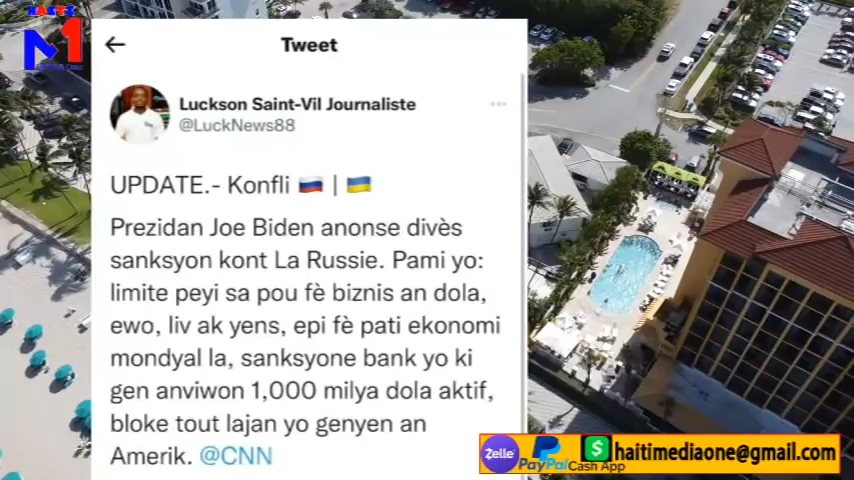 HAITI
M1
Tweet
Luckson Saint-Vil Journaliste
@LuckNews88
UPDATE.- Konfli 🇷🇺 | 🇺🇦
Prezidan Joe Biden anonse divès
sanksyon kont La Russie. Pami yo:
limite peyi sa pou fè biznis an dola,
ewo, liv ak yens, epi fè pati ekonomi
mondyal la, sanksyone bank yo ki
gen anviwon 1,000 milya dola aktif,
bloke tout lajan yo genyen an
Amerik. @CNN
Zelle PayPal $ Cash App haitimediaone@gmail.com